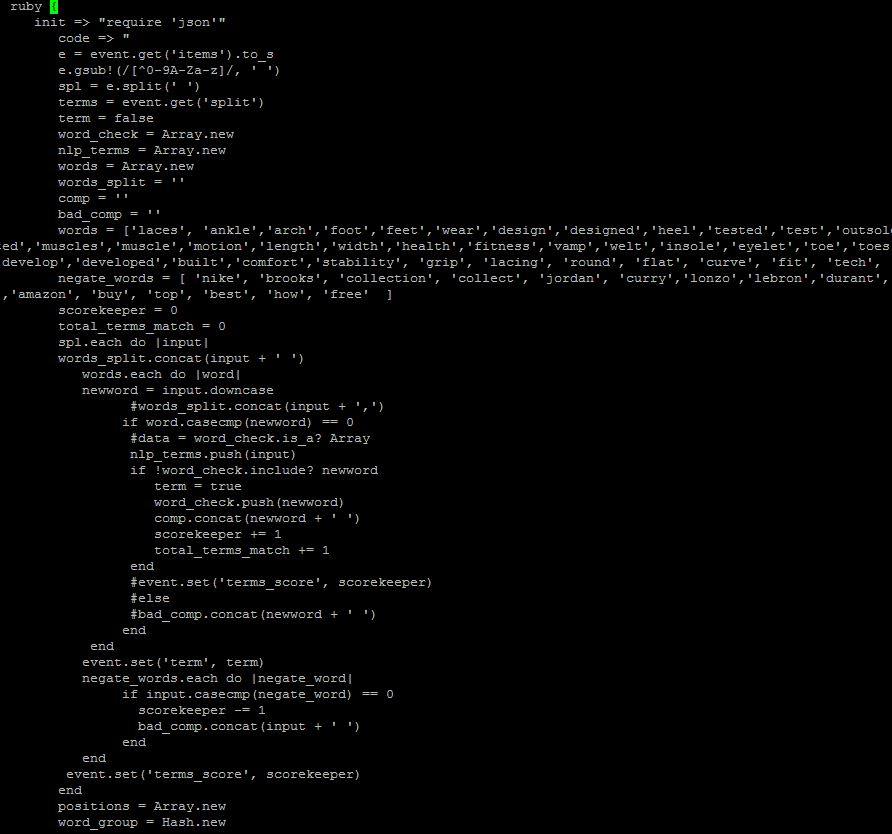 ruby {
init => "require 'json'"
code => "
e = event.get('items').to_s
e.gsub!(/[^0-9A-Za-z]/, ' ')
spl = e.split(' ')
terms = event.get('split')
term = false
word_check = Array.new
nlp_terms = Array.new
words = Array.new
words_split = ''
comp = ''
bad_comp = ''
words = ['laces', 'ankle','arch','foot','feet','wear','design','designed','heel','tested','test','outsol
ed','muscles','muscle','motion','length','width','health','fitness','vamp','welt','insole','eyelet','toe','toes
develop','developed','built','comfort','stability', 'grip', 'lacing', 'round', 'flat', 'curve', 'fit', 'tech',
negate_words = [ 'nike', 'brooks', 'collection', 'collect', 'jordan', 'curry','lonzo','lebron','durant',
,'amazon', 'buy', 'top', 'best', 'how', 'free'  ]
scorekeeper = 0
total_terms_match = 0
spl.each do |input|
words_split.concat(input + ' ')
words.each do |word|
newword = input.downcase
#words_split.concat(input + ',')
if word.casecmp(newword) == 0
#data = word_check.is_a? Array
nlp_terms.push(input)
if !word_check.include? newword
term = true
word_check.push(newword)
comp.concat(newword + ' ')
scorekeeper += 1
total_terms_match += 1
end
#event.set('terms_score', scorekeeper)
#else
#bad_comp.concat(newword + ' ')
end
end
event.set('term', term)
negate_words.each do |negate_word|
if input.casecmp(negate_word) == 0
scorekeeper -= 1
bad_comp.concat(input + ' ')
end
end
event.set('terms_score', scorekeeper)
end
positions = Array.new
word_group = Hash.new